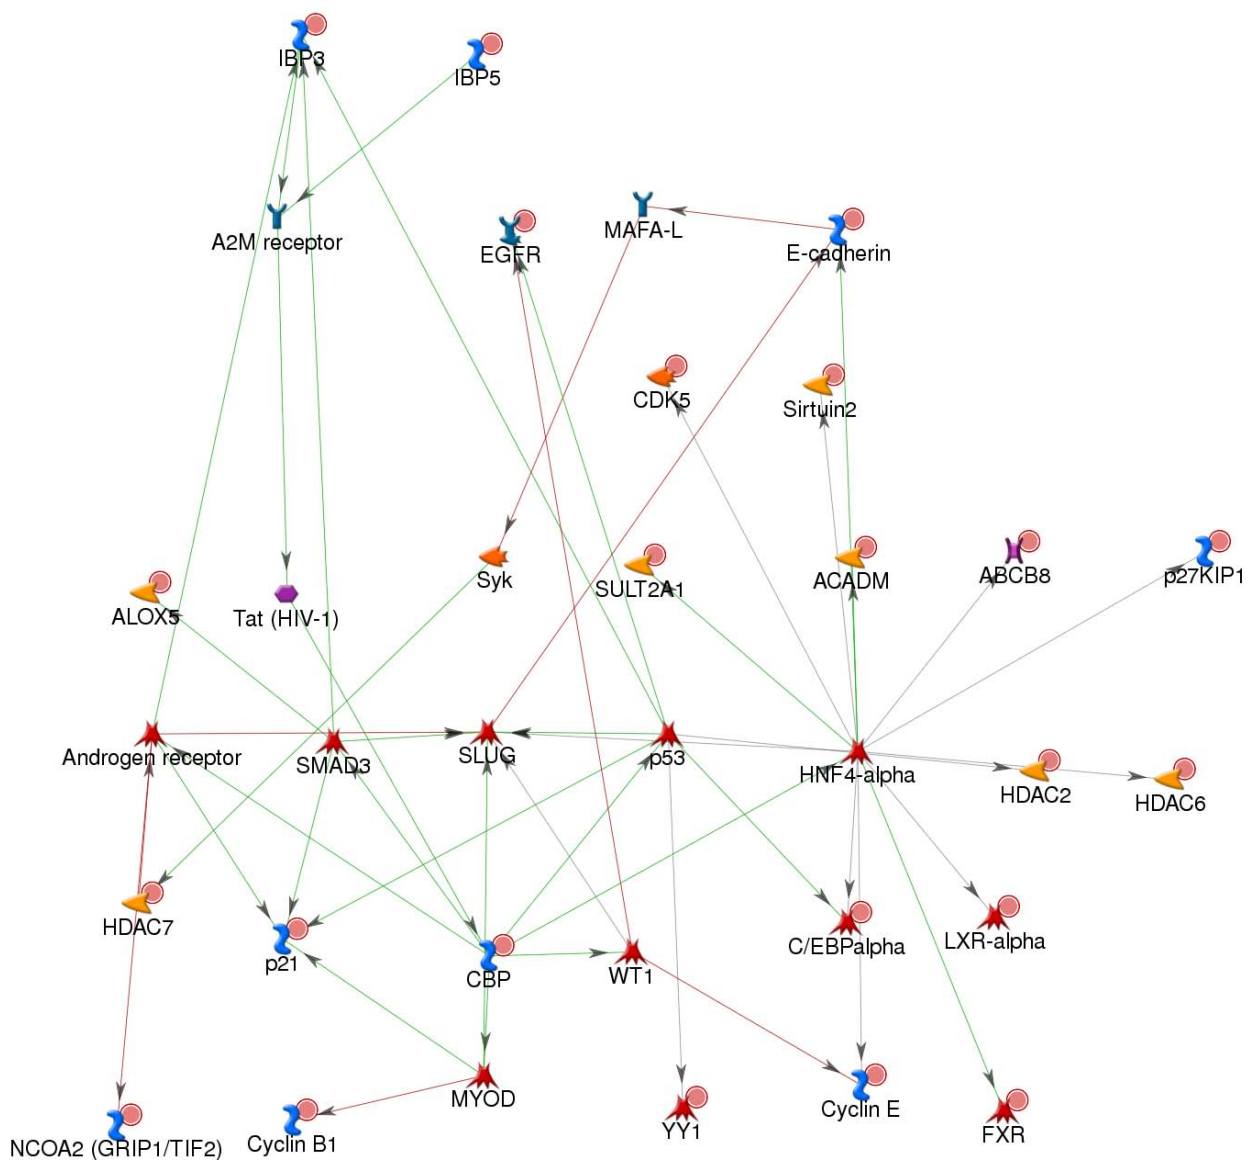 IBP3
IBP5
A2M receptor
EGFR
MAFA-L
E-cadherin
CDK5
Sirtuin2
ALOX5
Tat (HIV-1)
Syk
SULT2A1
ACADM
ABCB8
p27KIP1
Androgen receptor
SMAD3
SLUG
p53
HNF4-alpha
HDAC2
HDAC6
HDAC7
p21
CBP
WT1
C/EBPalpha
LXR-alpha
NCOA2 (GRIP1/TIF2)
Cyclin B1
MYOD
YY1
Cyclin E
FXR